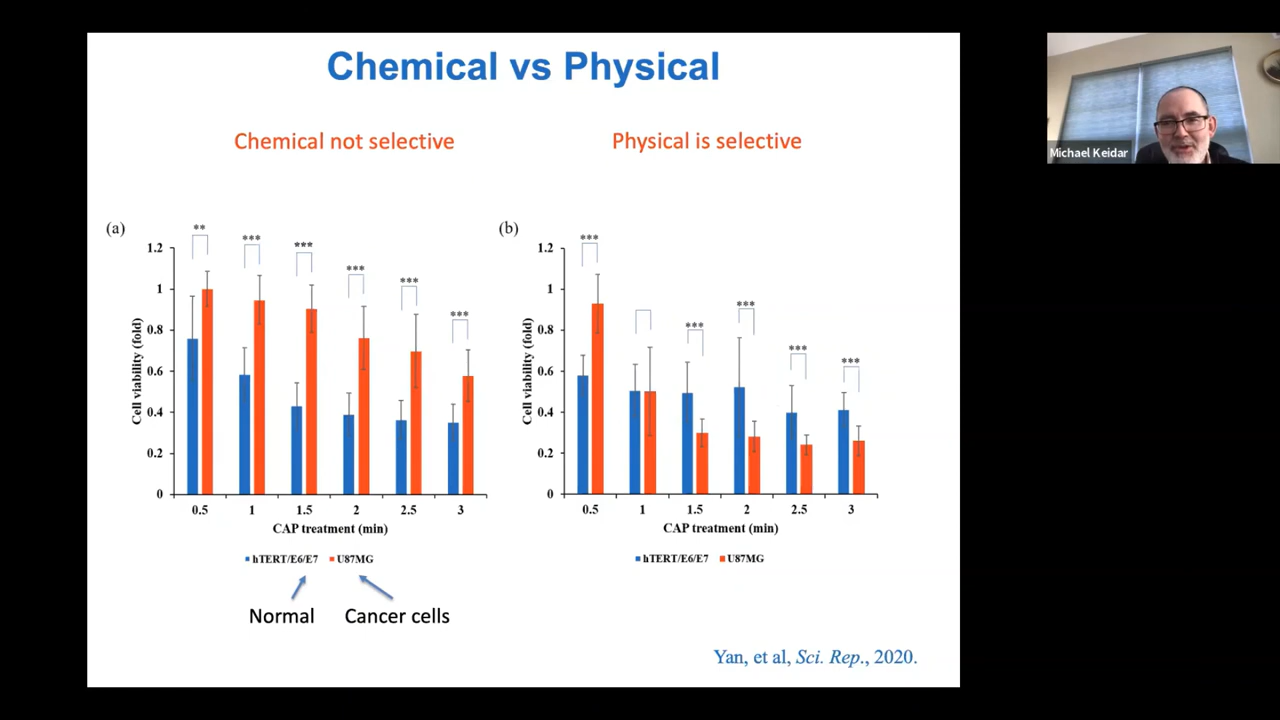 Chemical vs Physical
Chemical not selective
Physical is selective
(a)
**
***
***
***
***
***
1.2
1
0.8
0.6
0.4
0.2
0
Cell viability (fold)
0.5 1 1.5 2 2.5 3
CAP treatment (min)
hTERT/E6/E7 U87MG
Normal Cancer cells
(b)
***
***
***
***
***
1.2
1
0.8
0.6
0.4
0.2
0
Cell viability (fold)
0.5 1 1.5 2 2.5 3
CAP treatment (min)
hTERT/E6/E7 U87MG
Yan, et al, Sci. Rep., 2020.
Michael Keidar